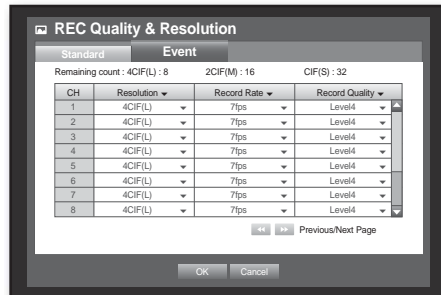 REC Quality & Resolution
Standard Event
Remaining count : 4CIF(L) : 8 2CIF(M) : 16 CIF(S) : 32
CH Resolution Record Rate Record Quality
1 4CIF(L) 7fps Level4
2 4CIF(L) 7fps Level4
3 4CIF(L) 7fps Level4
4 4CIF(L) 7fps Level4
5 4CIF(L) 7fps Level4
6 4CIF(L) 7fps Level4
7 4CIF(L) 7fps Level4
8 4CIF(L) 7fps Level4
Previous/Next Page
OK Cancel